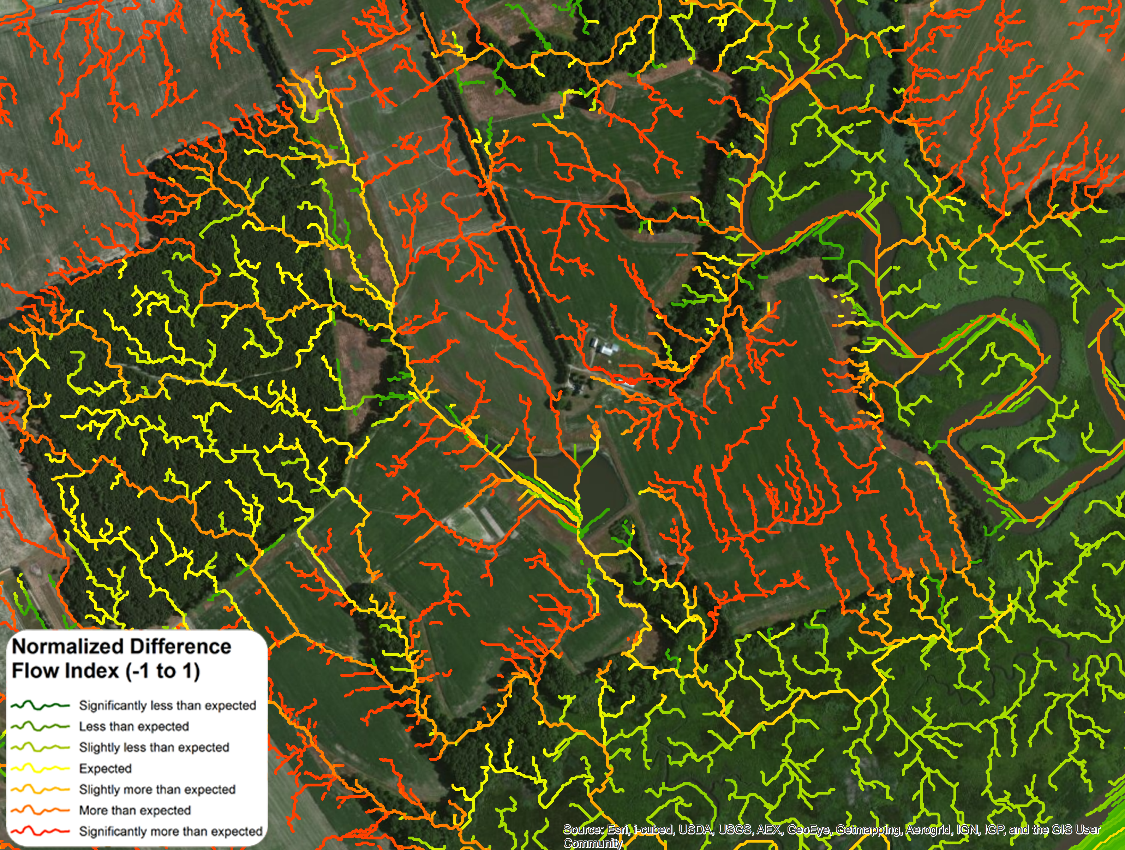 Normalized Difference
Flow Index (-1 to 1)
Significantly less than expected
Less than expected
Slightly less than expected
Expected
Slightly more than expected
More than expected
Significantly more than expected
Source: Esri, i-cubed, USDA, USGS, AEX, GeoEye, Getmapping, Aerogrid, IGN, IGP, and the GIS User
Community